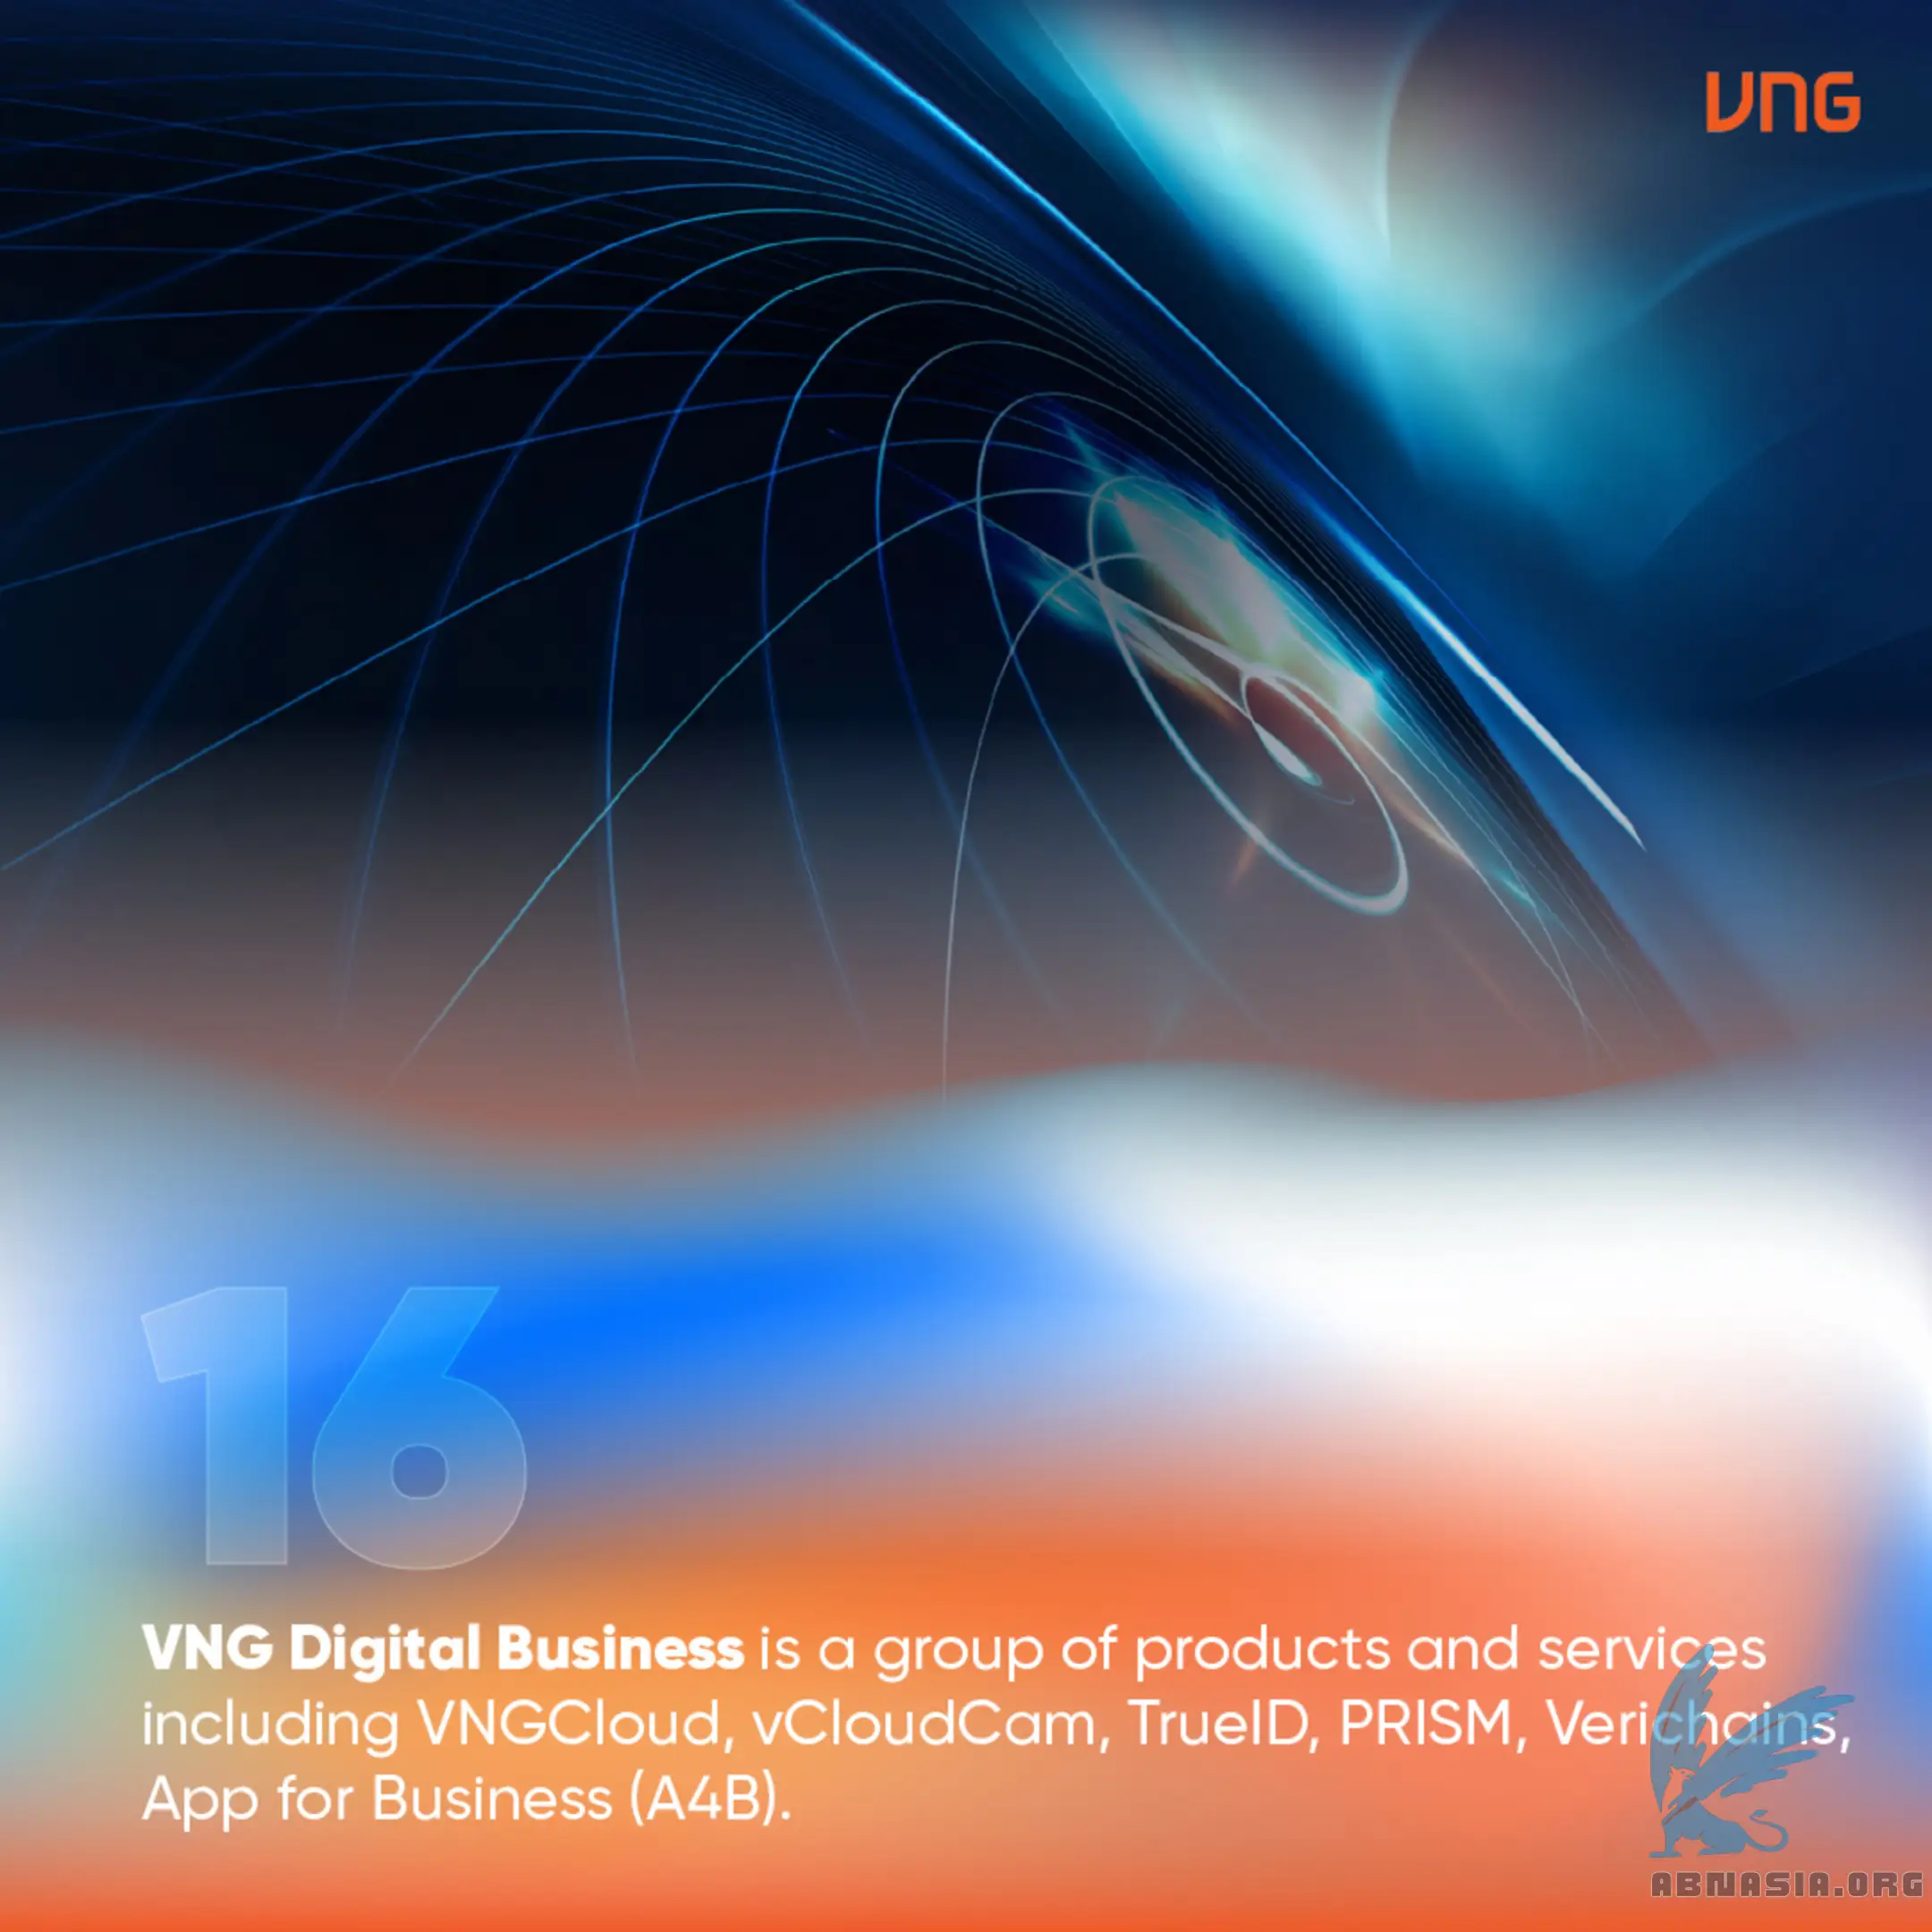 VNG
16
VNG Digital Business is a group of products and services
including VNGCloud, vCloudCam, TrueID, PRISM, Verichains,
App for Business (A4B).
ABNASIA.ORG